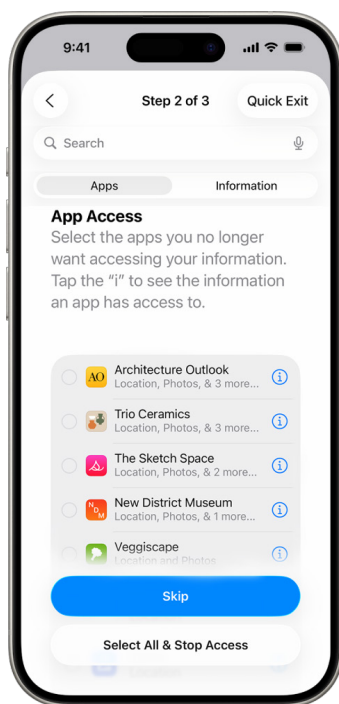 9:41
Step 2 of 3
Quick Exit
Search
Apps
Information
App Access
Select the apps you no longer
want accessing your information.
Tap the “i” to see the information
an app has access to.
AO
Architecture Outlook
Location, Photos, & 3 more...
Trio Ceramics
Location, Photos, & 3 more...
The Sketch Space
Location, Photos, & 2 more...
NDM
New District Museum
Location, Photos, & 1 more...
Veggiscape
Location and Photos
Skip
Select All & Stop Access
Location